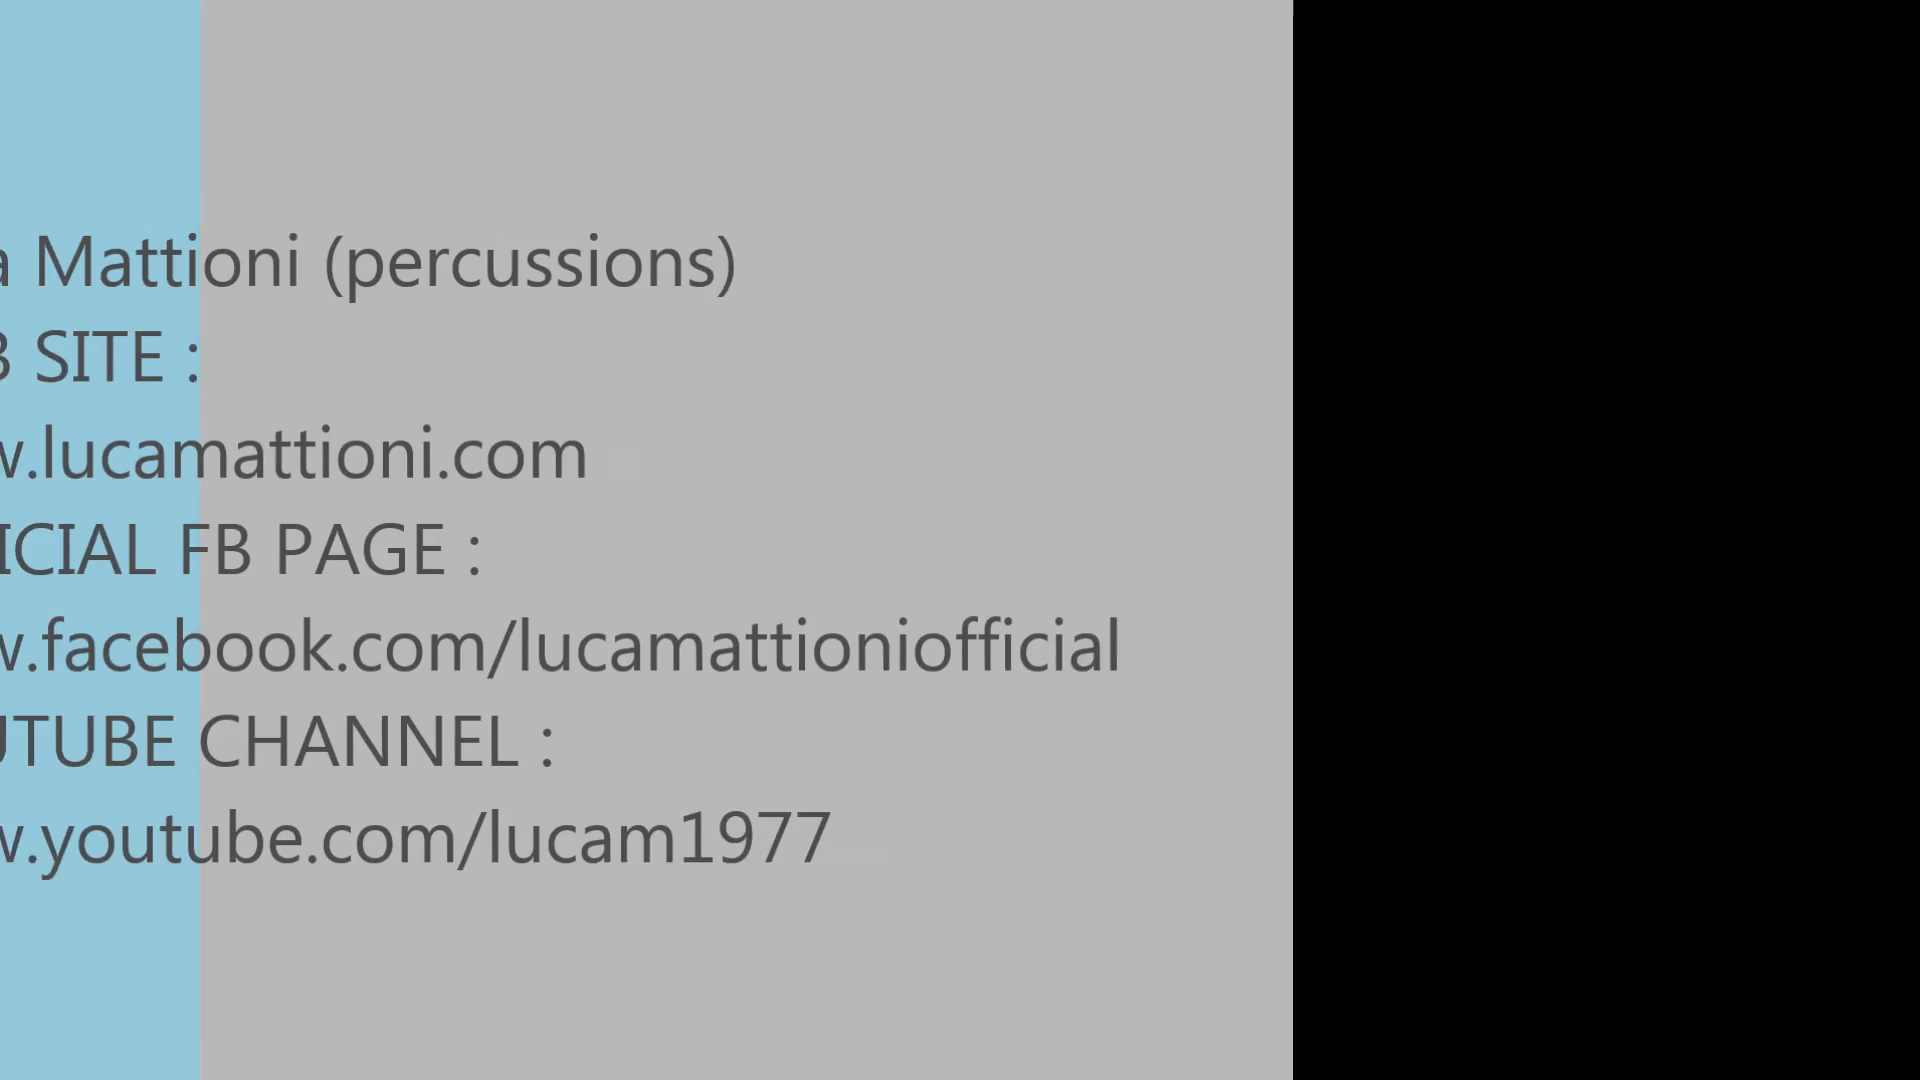 a Mattioni (percussions)
B SITE :
w.lucamattioni.com
ICIAL FB PAGE :
w.facebook.com/lucamattioniofficial
UTUBE CHANNEL :
w.youtube.com/lucam1977